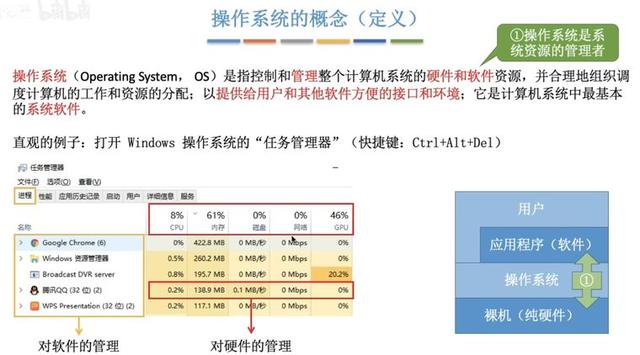 操作系统的概念（定义）
①操作系统是系
统资源的管理者
操作系统（Operating System， OS）是指控制和管理整个计算机系统的硬件和软件资源，并合理地组织调
度计算机的工作和资源的分配；以提供给用户和其他软件方便的接口和环境；它是计算机系统中最基本
的系统软件。
直观的例子：打开 Windows 操作系统的“任务管理器”（快捷键：Ctrl+Alt+Del）
任务管理器
文件(F) 选项(O) 查看(V)
进程 性能 应用历史记录 启动 用户 详细信息 服务
8% 61% 0% 0% 46%
名称 CPU 内存 磁盘 网络 GPU
Google Chrome (6) 0% 422.8 MB 0 MB/秒 0 Mbps 0%
Windows 资源管理器 0.5% 260.2 MB 0 MB/秒 0 Mbps 0%
Broadcast DVR server 0.8% 195.7 MB 0 MB/秒 0 Mbps 20.2%
腾讯QQ (32 位) (2) 0.2% 138.9 MB 0.1 MB/秒 0 Mbps 0%
WPS Presentation (32 位) (2) 0.2% 117.1 MB 0 MB/秒 0 Mbps 0%
对软件的管理
对硬件的管理
用户
应用程序（软件）
操作系统
①
裸机（纯硬件）